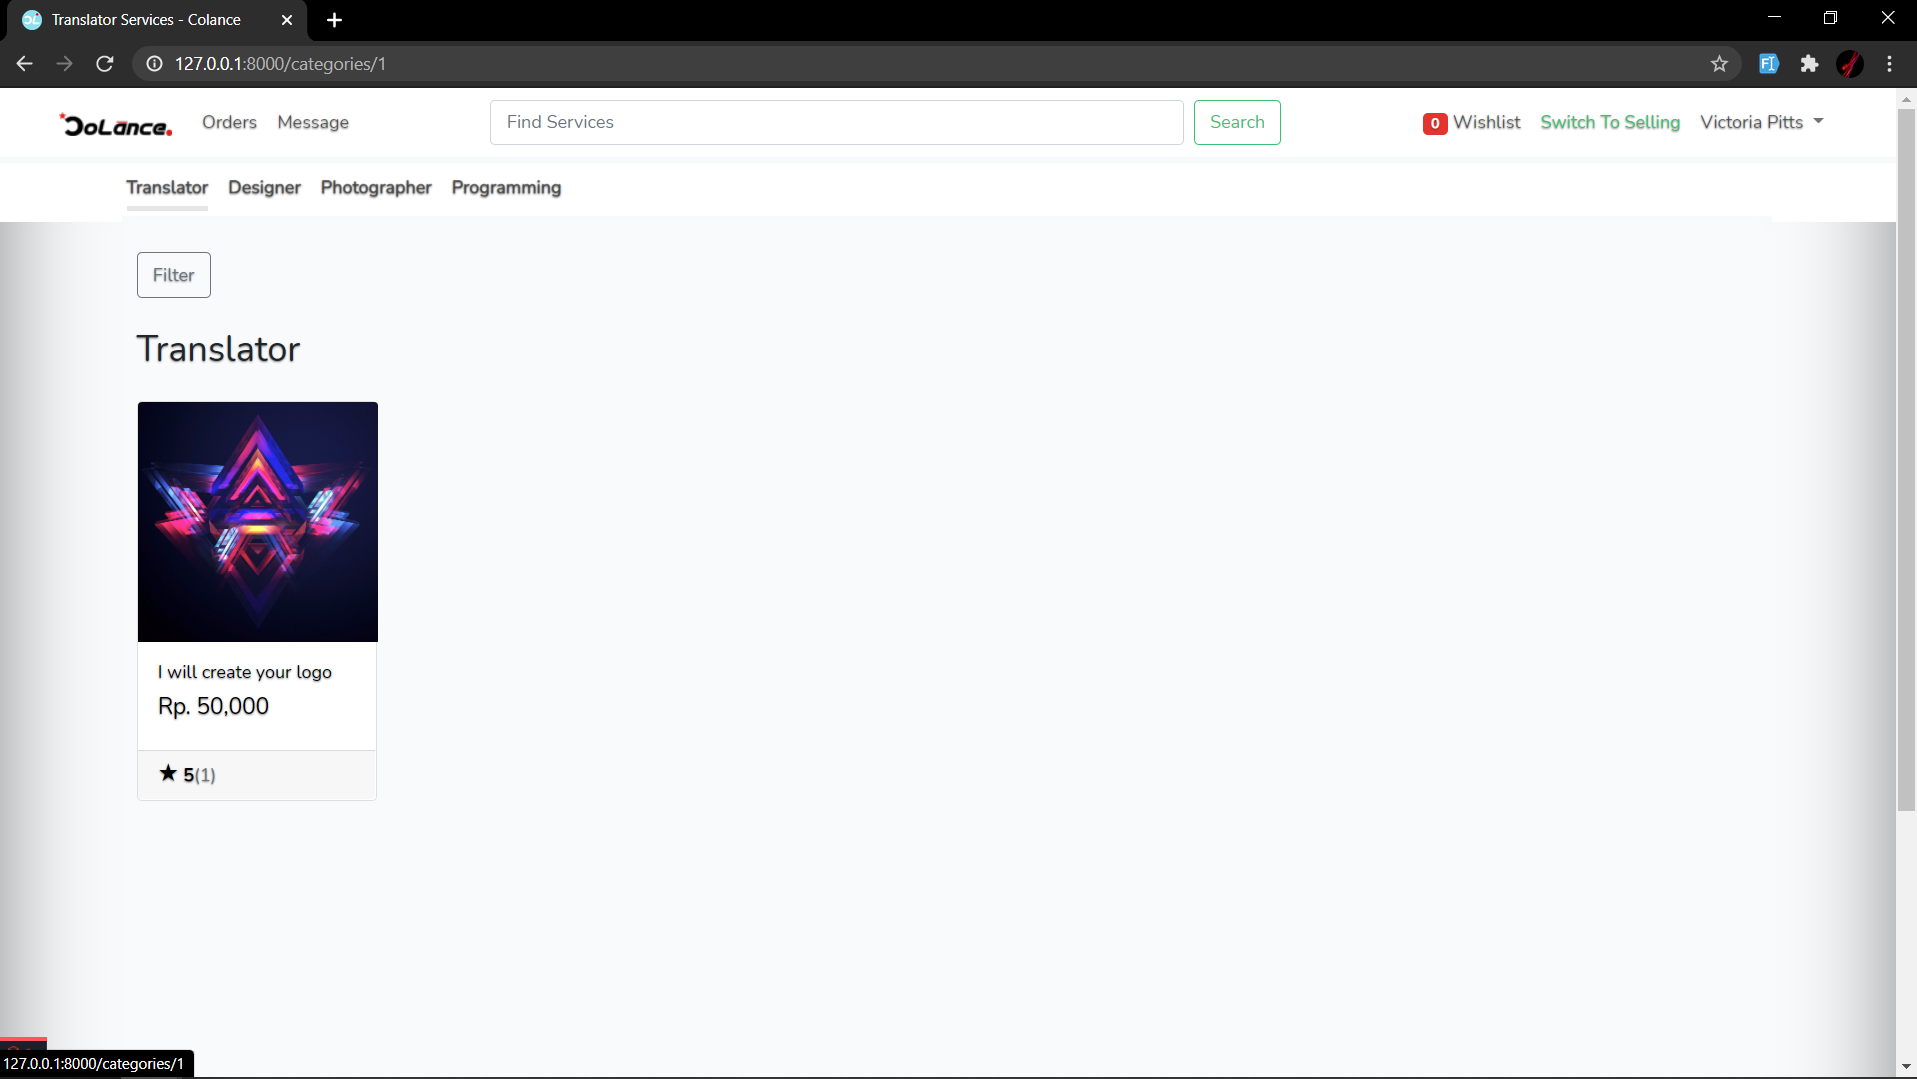 Translator Services - Colance
127.0.0.1:8000/categories/1
CoLance. Orders Message Find Services Search 0 Wishlist Switch To Selling Victoria Pitts
Translator Designer Photographer Programming
Filter
Translator
I will create your logo
Rp. 50,000
★ 5(1)
127.0.0.1:8000/categories/1